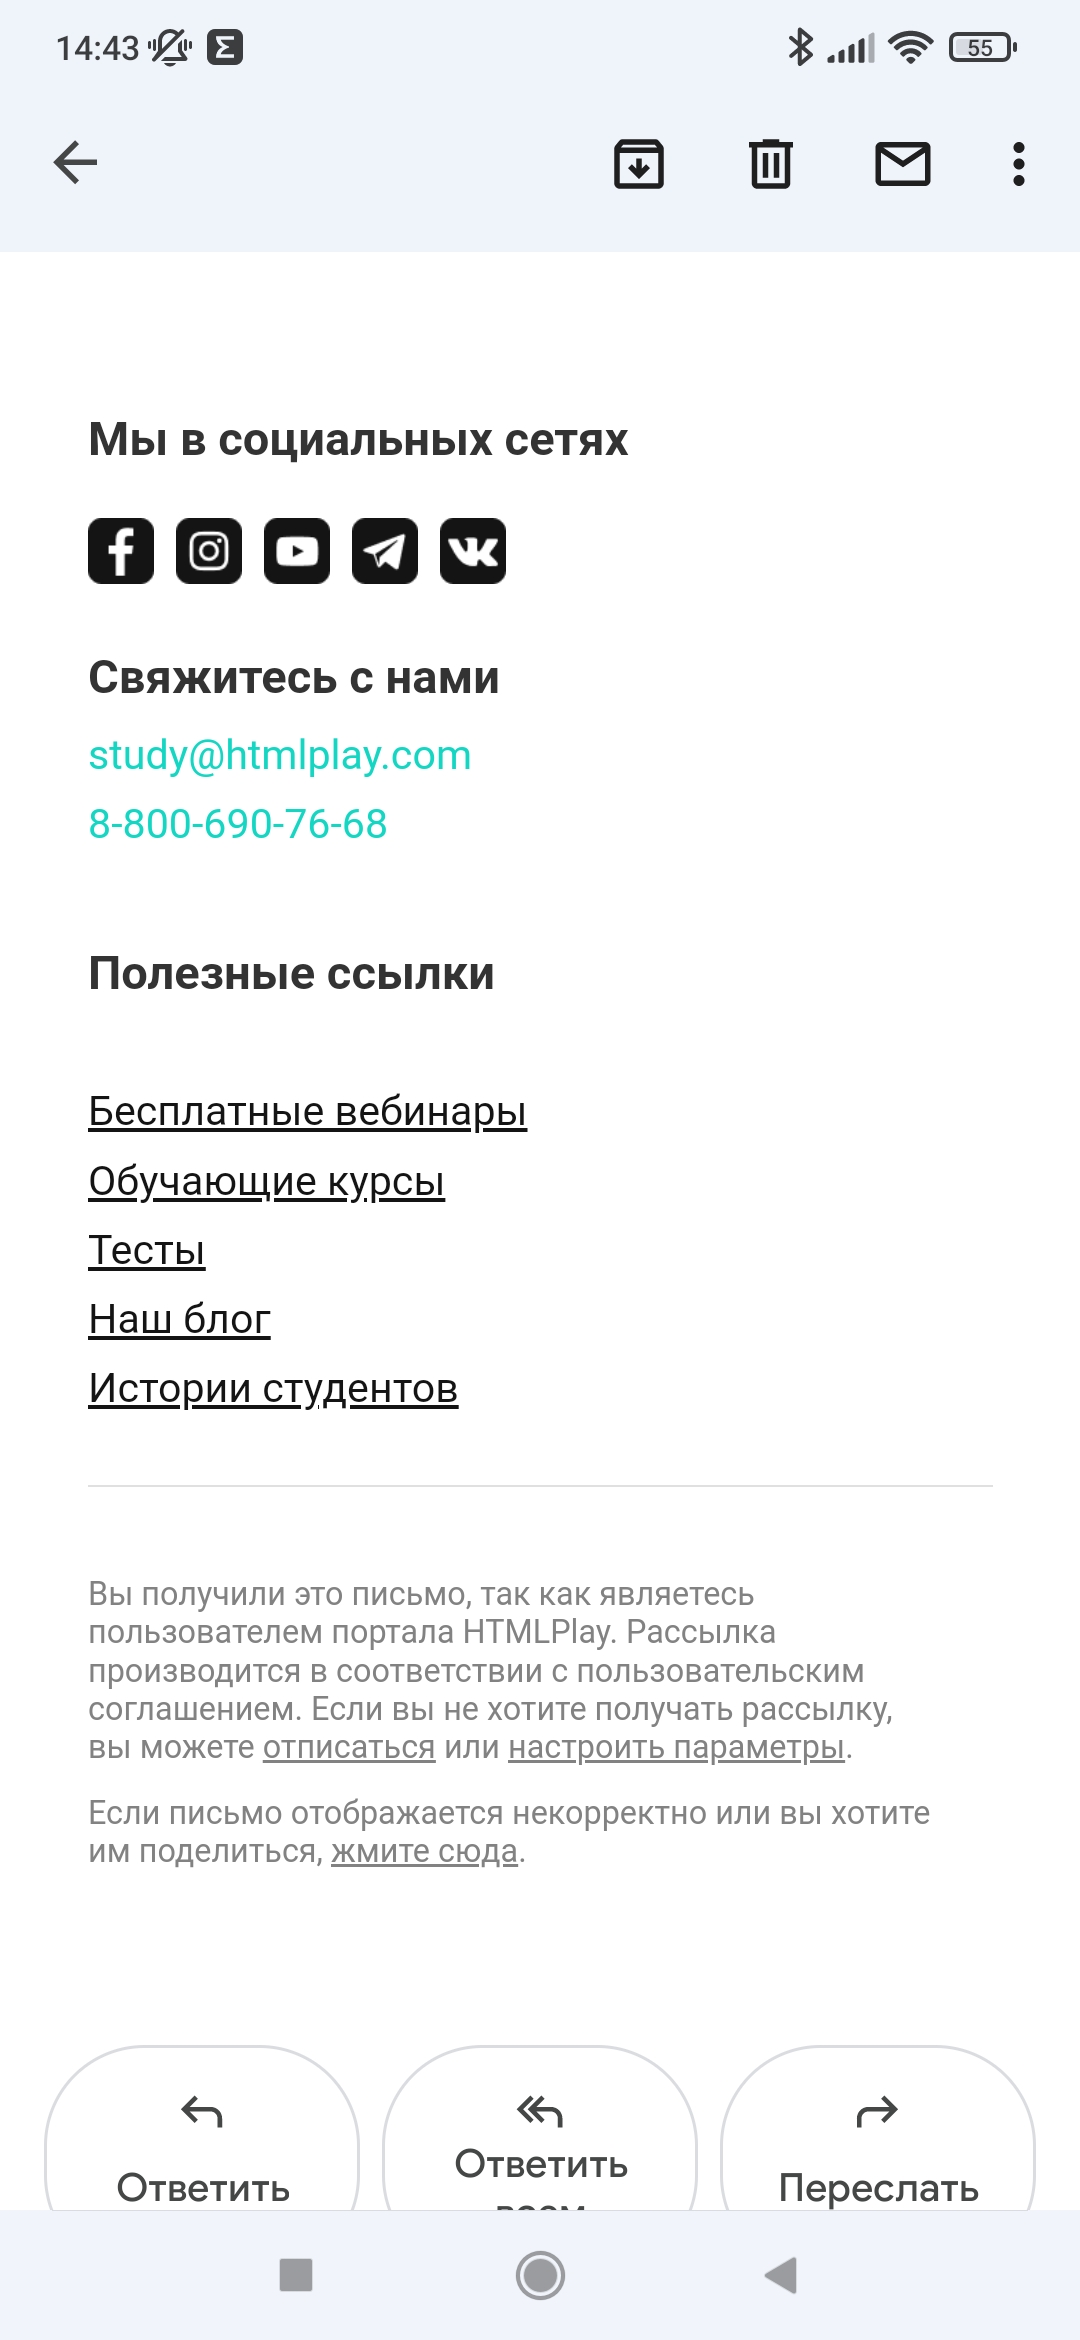 14:43
55
Мы в социальных сетях
Свяжитесь с нами
study@htmlplay.com
8-800-690-76-68
Полезные ссылки
Бесплатные вебинары
Обучающие курсы
Тесты
Наш блог
Истории студентов
Вы получили это письмо, так как являетесь
пользователем портала HTMLPlay. Рассылка
производится в соответствии с пользовательским
соглашением. Если вы не хотите получать рассылку,
вы можете отписаться или настроить параметры.
Если письмо отображается некорректно или вы хотите
им поделиться, жмите сюда.
Ответить
Ответить
всем
Переслать